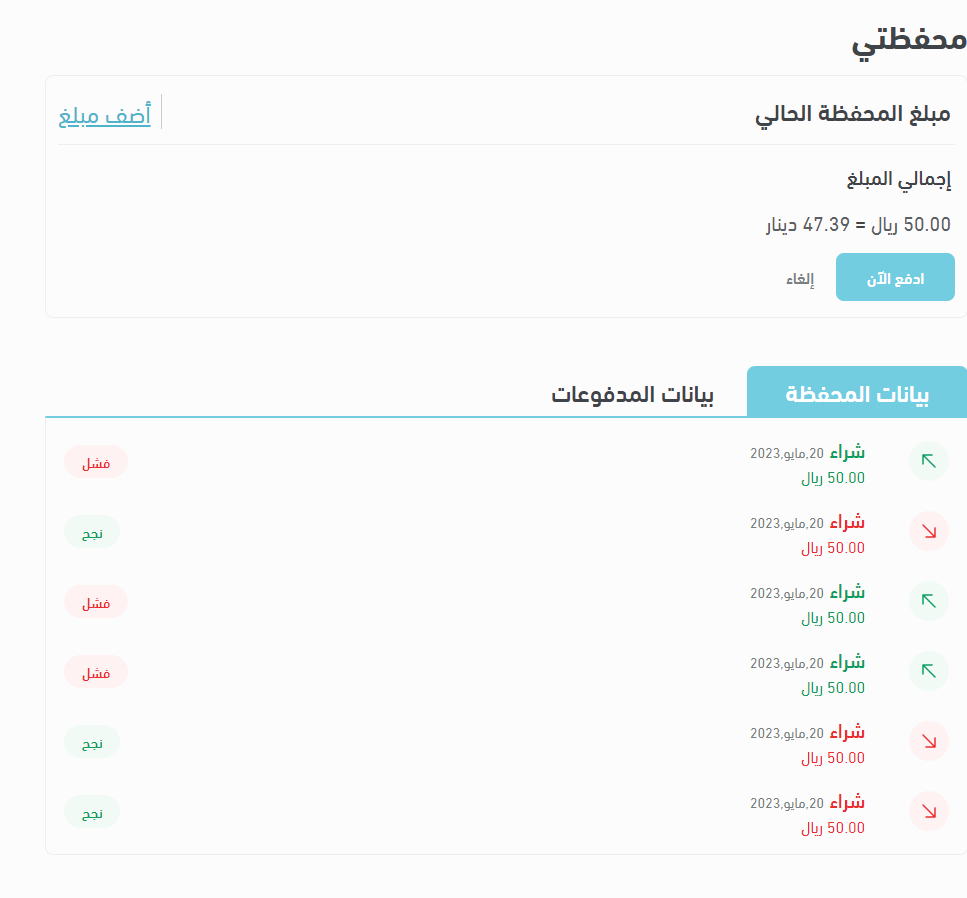 محفظتي
مبلغ المحفظة الحالي
أضف مبلغ
إجمالي المبلغ
50.00 ريال = 47.39 دينار
ادفع الآن
إلغاء
بيانات المحفظة
بيانات المدفوعات
شراء 20,مايو,2023
50.00 ريال
فشل
شراء 20,مايو,2023
50.00 ريال
نجح
شراء 20,مايو,2023
50.00 ريال
فشل
شراء 20,مايو,2023
50.00 ريال
فشل
شراء 20,مايو,2023
50.00 ريال
نجح
شراء 20,مايو,2023
50.00 ريال
نجح